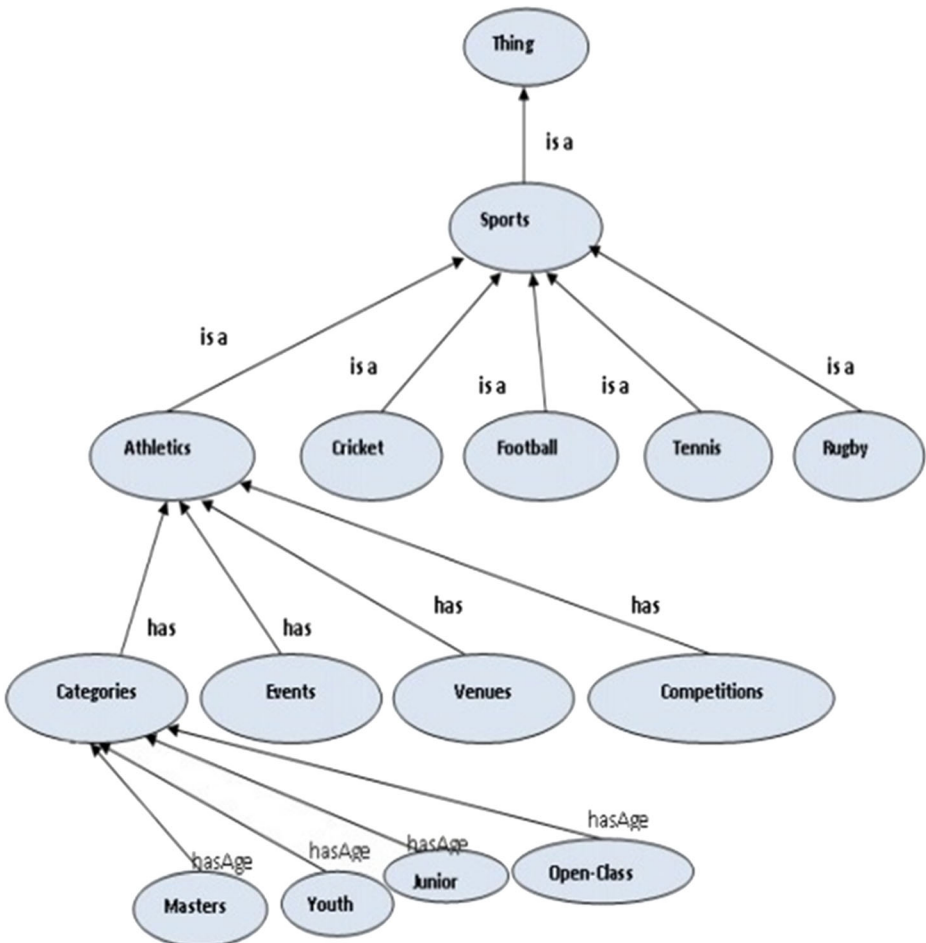 Thing
is a
Sports
is a
is a
is a
is a
is a
Athletics
Cricket
Football
Tennis
Rugby
has
has
has
has
Categories
Events
Venues
Competitions
hasAge
hasAge
hasAge
hasAge
Masters
Youth
Junior
Open-Class